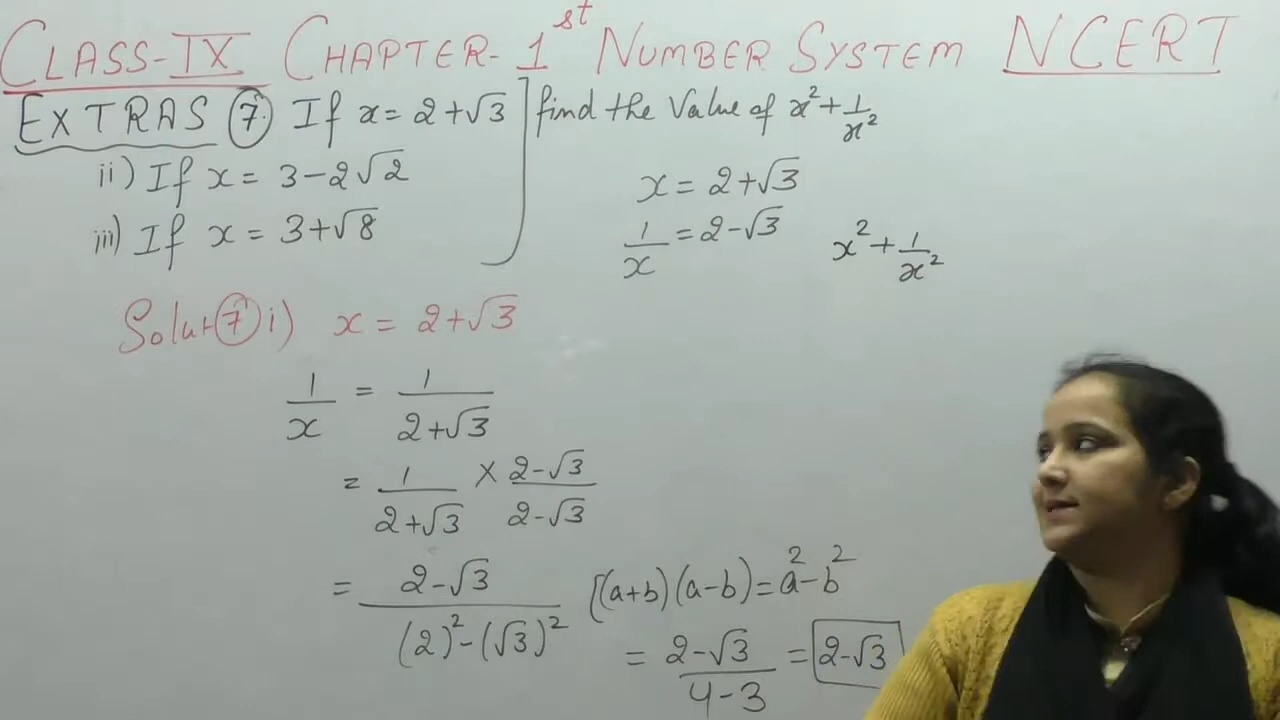 CLASS-IX CHAPTER-1st NUMBER SYSTEM NCERT
EXTRAS ⑦ If x = 2+√3 ] find the Value of x² + 1/x²
ii) If x = 3-2√2
iii) If x = 3+√8
x = 2+√3
1/x = 2-√3
x² + 1/x²
Solut ⑦ i) x = 2+√3
1/x = 1/(2+√3)
= 1/(2+√3) × (2-√3)/(2-√3)
= (2-√3)/((2)²-(√3)²) [(a+b)(a-b) = a²-b²
= (2-√3)/(4-3) = 2-√3